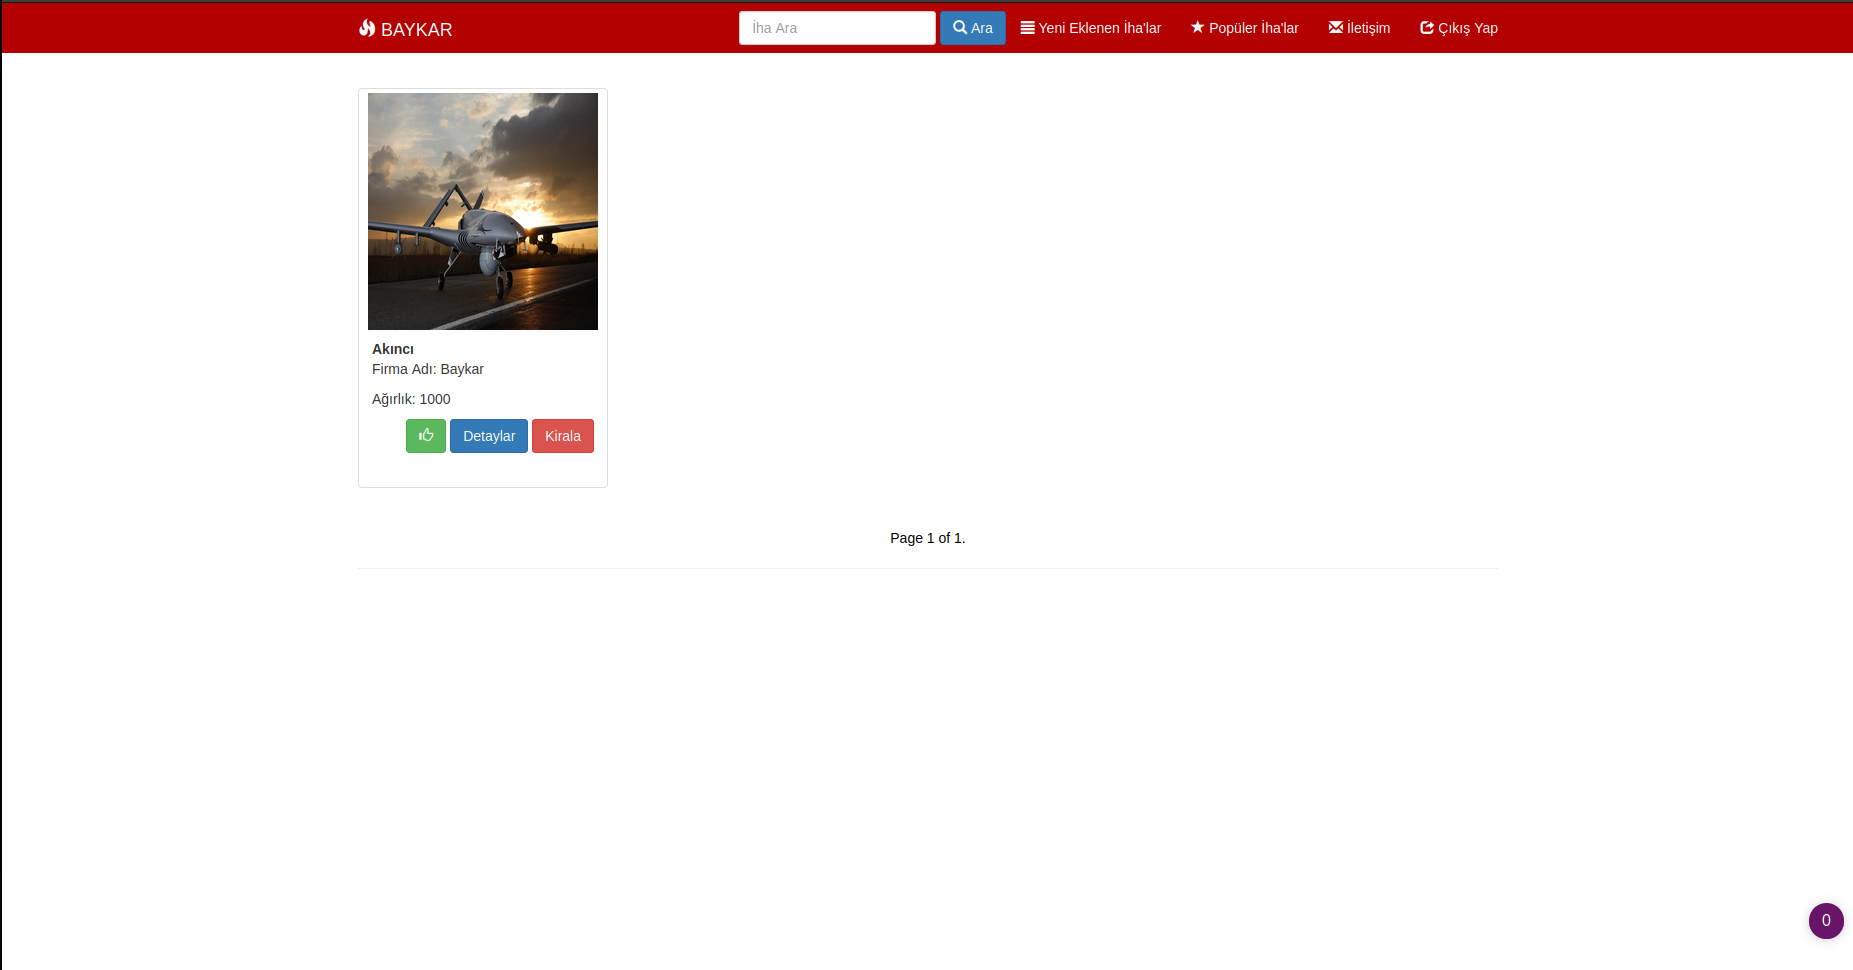 BAYKAR
İha Ara
Ara
Yeni Eklenen İha'lar
Popüler İha'lar
İletişim
Çıkış Yap
Akıncı
Firma Adı: Baykar
Ağırlık: 1000
Detaylar
Kirala
Page 1 of 1.
0